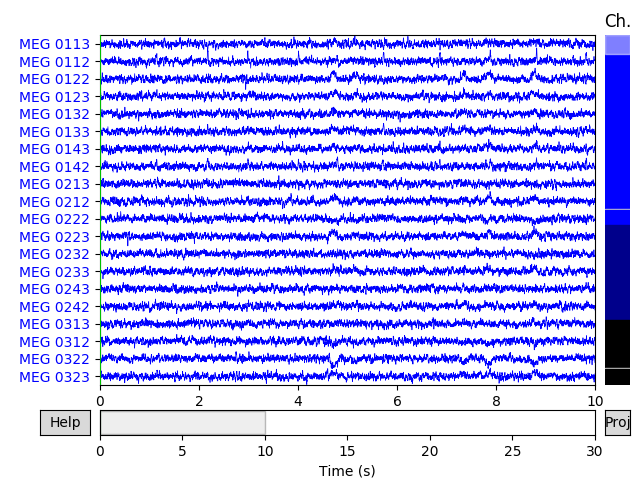 Ch.
MEG 0113
MEG 0112
MEG 0122
MEG 0123
MEG 0132
MEG 0133
MEG 0143
MEG 0142
MEG 0213
MEG 0212
MEG 0222
MEG 0223
MEG 0232
MEG 0233
MEG 0243
MEG 0242
MEG 0313
MEG 0312
MEG 0322
MEG 0323
0 2 4 6 8 10
Help Proj
0 5 10 15 20 25 30
Time (s)